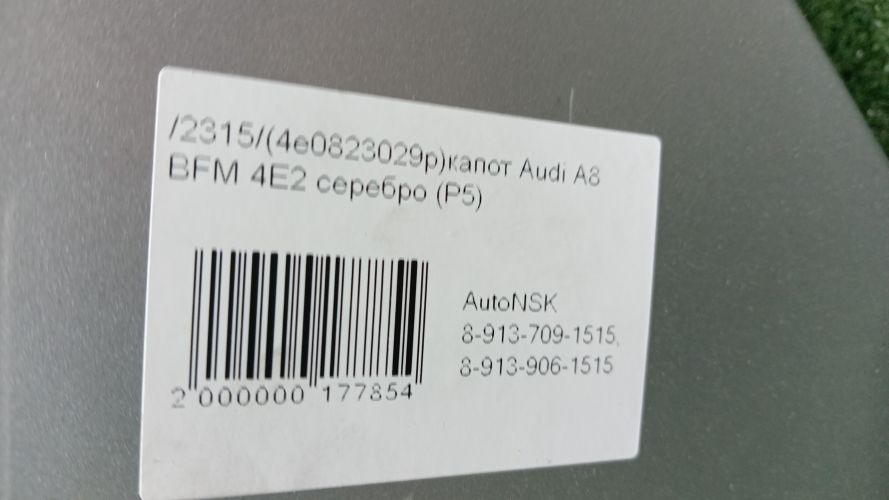 /2315/(4e0823029p)капот Audi A8
BFM 4E2 серебро (P5)
AutoNSK
8-913-709-1515,
8-913-906-1515
2 000000 177854